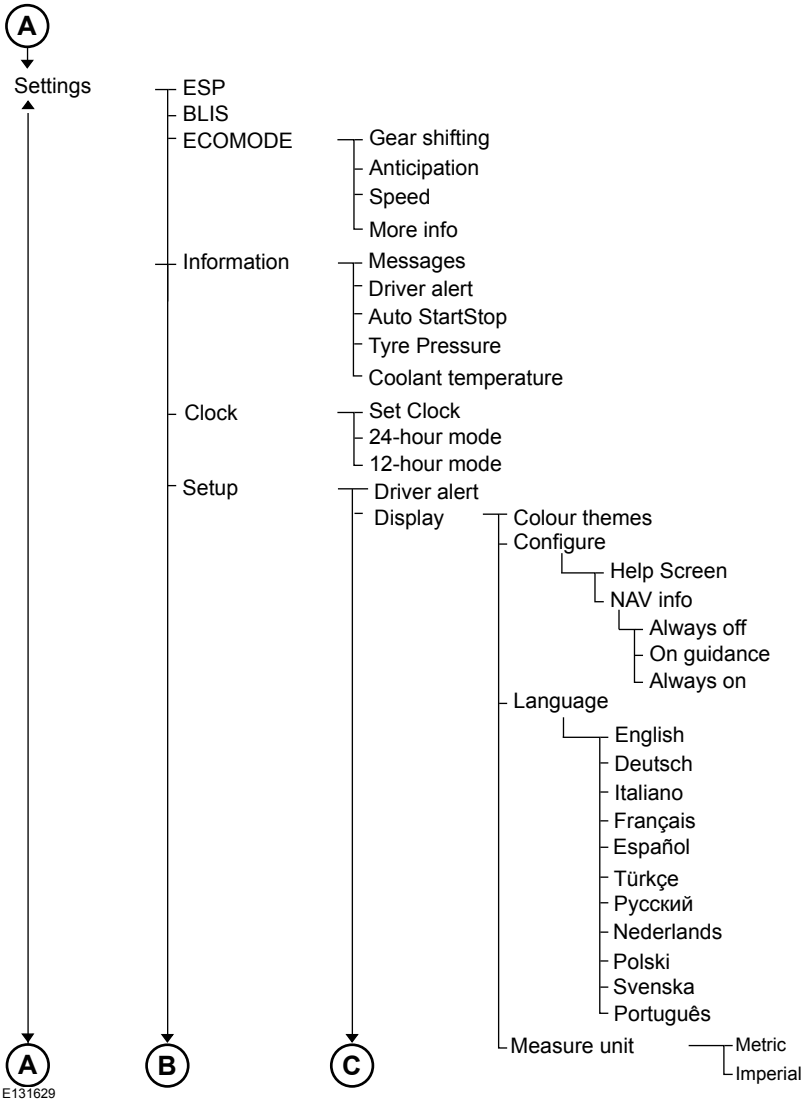 A
Settings
ESP
BLIS
ECOMODE
Gear shifting
Anticipation
Speed
More info
Information
Messages
Driver alert
Auto StartStop
Tyre Pressure
Coolant temperature
Clock
Set Clock
24-hour mode
12-hour mode
Setup
Driver alert
Display
Colour themes
Configure
Help Screen
NAV info
Always off
On guidance
Always on
Language
English
Deutsch
Italiano
Français
Español
Türkçe
Русский
Nederlands
Polski
Svenska
Português
Measure unit
Metric
Imperial
A
B
C
E131629